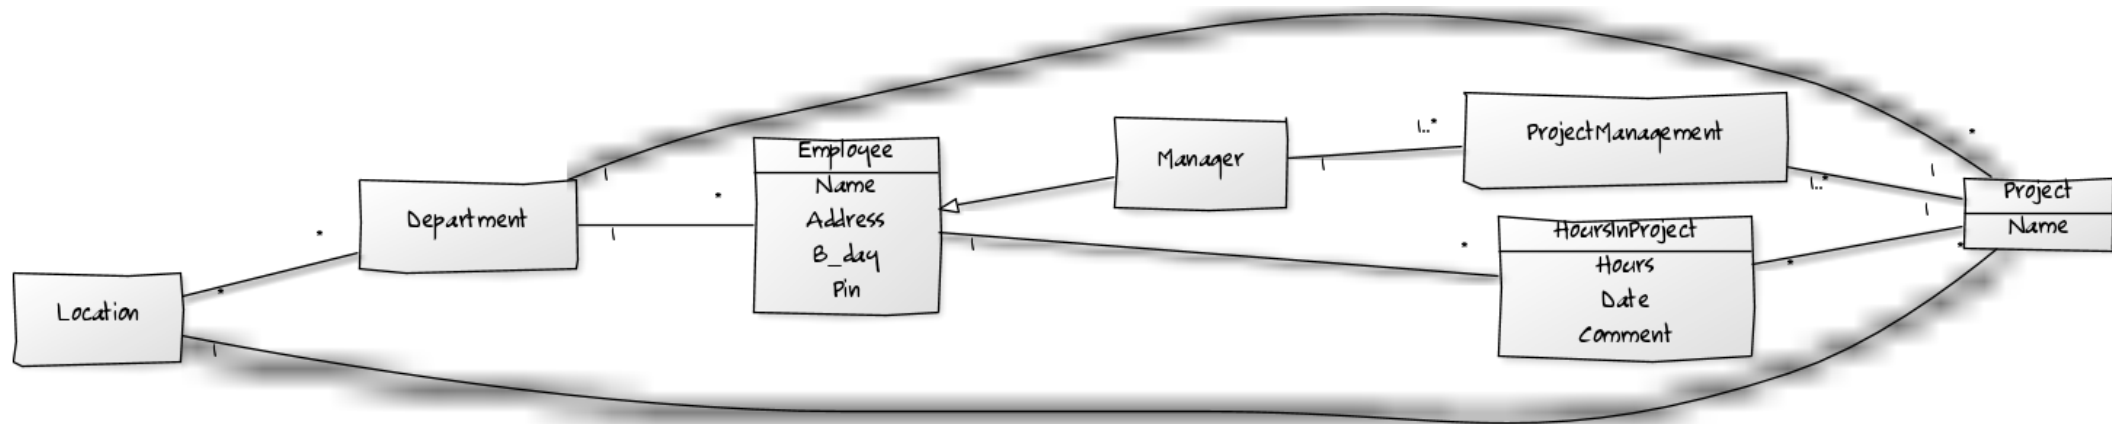 Location
*
*
1
Department
1
1
*
Employee
Name
Address
B_day
Pin
1
Manager
1
1..*
ProjectManagement
1..*
1
*
HoursInProject
Hours
Date
Comment
*
*
1
*
Project
Name